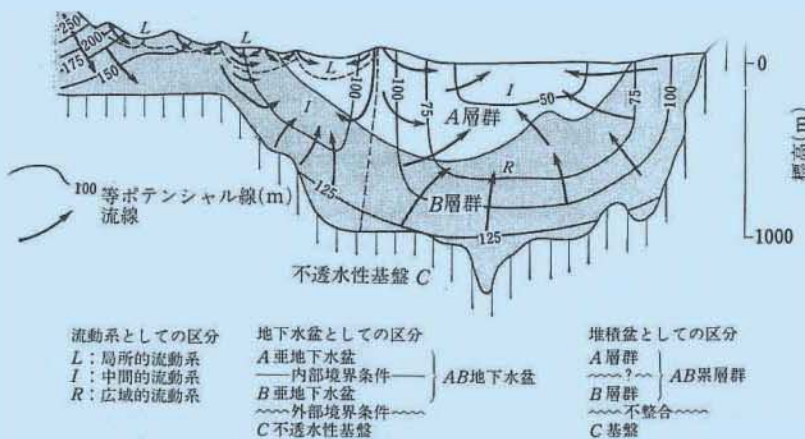 250
200
175
150
L
L
L
I
100
100
75
I
50
75
100
A層群
R
B層群
125
125
0
1000
標高(m)
100 等ポテンシャル線(m)
流線
不透水性基盤 C
流動系としての区分
L：局所的流動系
I：中間的流動系
R：広域的流動系
地下水盆としての区分
A 亜地下水盆
内部境界条件
B 亜地下水盆
外部境界条件
C 不透水性基盤
AB地下水盆
堆積盆としての区分
A 層群
?
B 層群
不整合
C 基盤
AB累層群